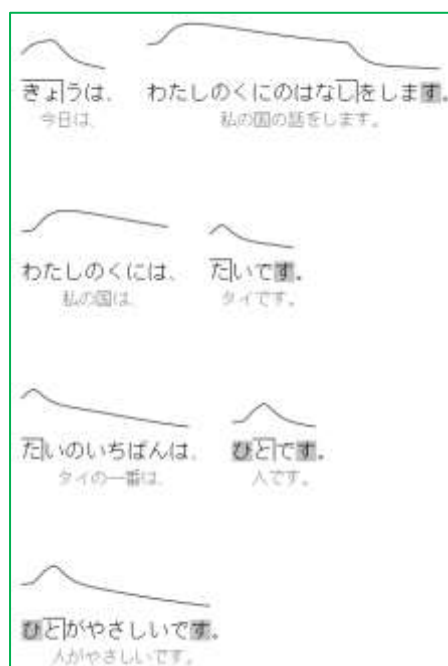 きょうは、 わたしのくにのはなしをします。
今日は、 私の国の話をします。
わたしのくには、 たいです。
私の国は、 タイです。
たいのいちばんは、 ひとです。
タイの一番は、 人です。
ひとがやさしいです。
人がやさしいです。